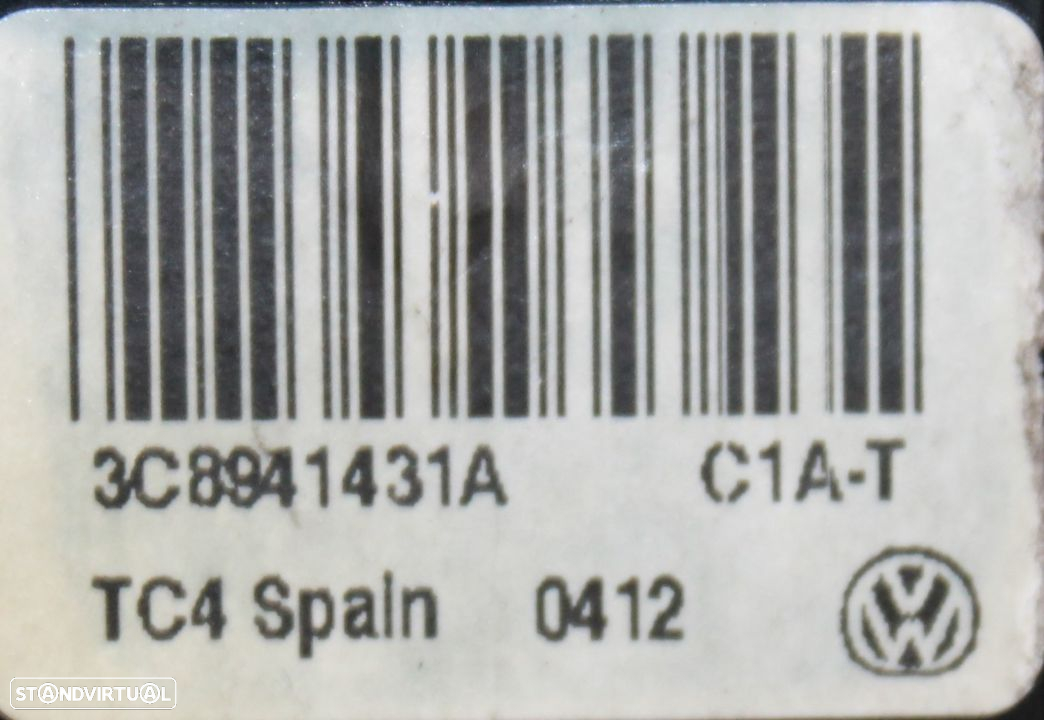 3C8941431A C1A-T
TC4 Spain 0412
STANDVIRTUAL